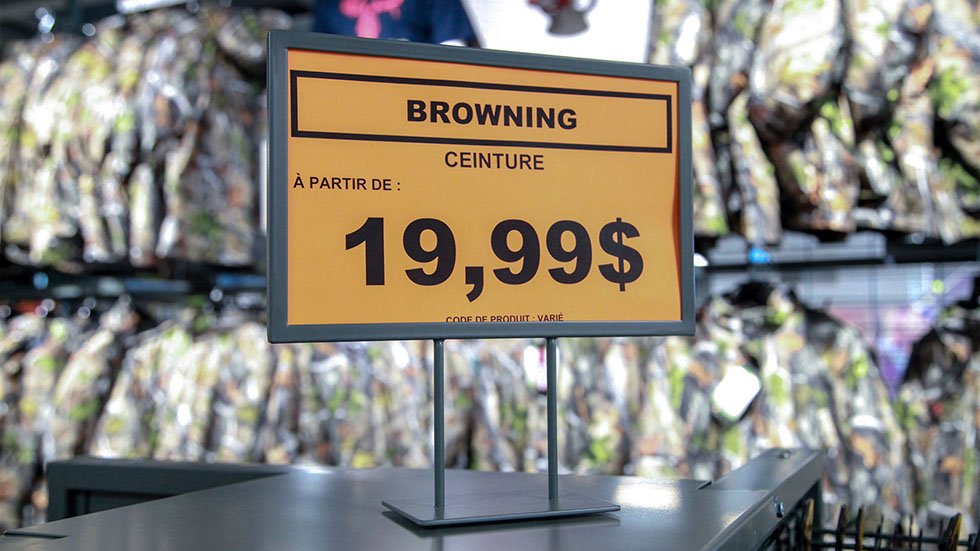 BROWNING
CEINTURE
À PARTIR DE :
19,99$
CODE DE PRODUIT : VARIÉ